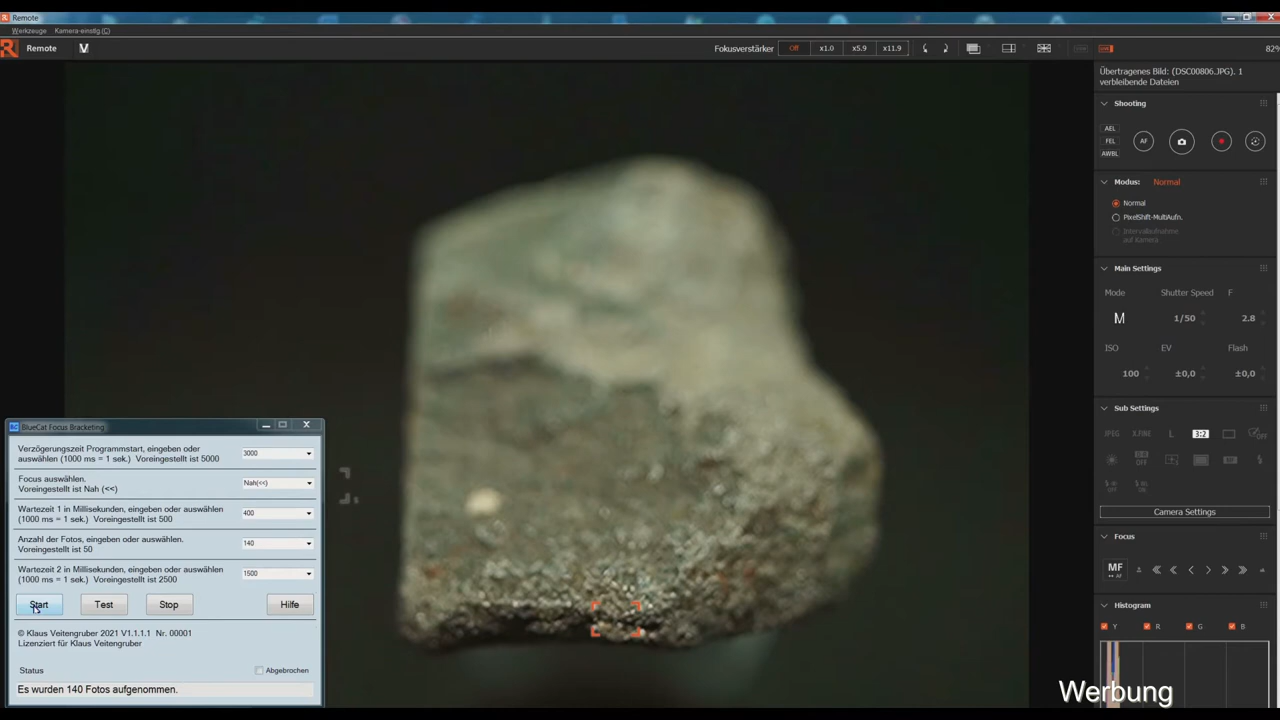 Remote
Werkzeuge Kamera-einstlg.(C)
Remote
Fokusverstärker Off x1.0 x5.9 x11.9 82%
Übertragenes Bild: (DSC00806.JPG). 1
verbleibende Dateien
Shooting
AEL
FEL
AWBL
AF
Modus: Normal
Normal
PixelShift-MultiAufn.
Intervallaufnahme
auf Kamera
Main Settings
Mode Shutter Speed F
M 1/50 2.8
ISO EV Flash
100 ±0,0 ±0,0
Sub Settings
JPEG X.FINE L 3:2 OFF
OFF
OFF ON
Camera Settings
Focus
MF
AF
Histogram
Y R G B
BlueCat Focus Bracketing
Verzögerungszeit Programmstart, eingeben oder
auswählen (1000 ms = 1 sek.) Voreingestellt ist 5000
3000
Focus auswählen.
Voreingestellt ist Nah (<<)
Nah(<<)
Wartezeit 1 in Millisekunden, eingeben oder auswählen
(1000 ms = 1 sek.) Voreingestellt ist 500
400
Anzahl der Fotos, eingeben oder auswählen.
Voreingestellt ist 50
140
Wartezeit 2 in Millisekunden, eingeben oder auswählen
(1000 ms = 1 sek.) Voreingestellt ist 2500
1500
Start Test Stop Hilfe
© Klaus Veitengruber 2021 V1.1.1.1 Nr. 00001
Lizenziert für Klaus Veitengruber
Status Abgebrochen
Es wurden 140 Fotos aufgenommen.
Werbung